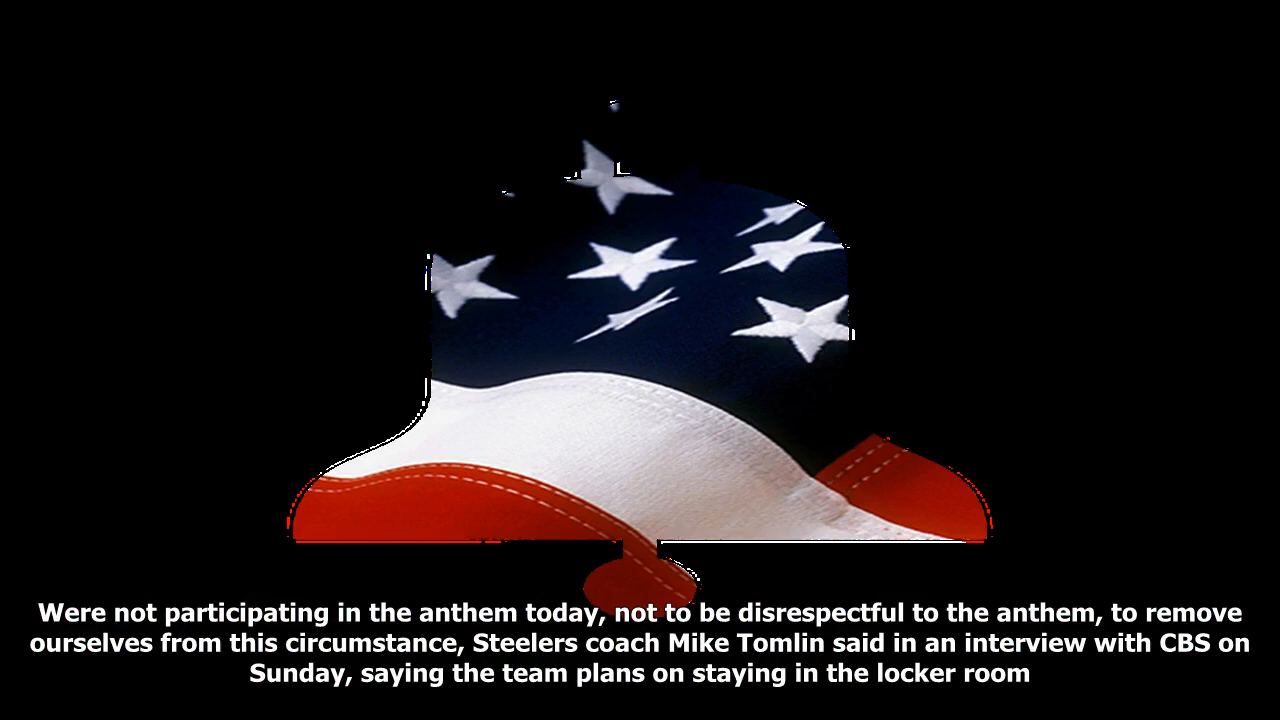 Were not participating in the anthem today, not to be disrespectful to the anthem, to remove
ourselves from this circumstance, Steelers coach Mike Tomlin said in an interview with CBS on
Sunday, saying the team plans on staying in the locker room